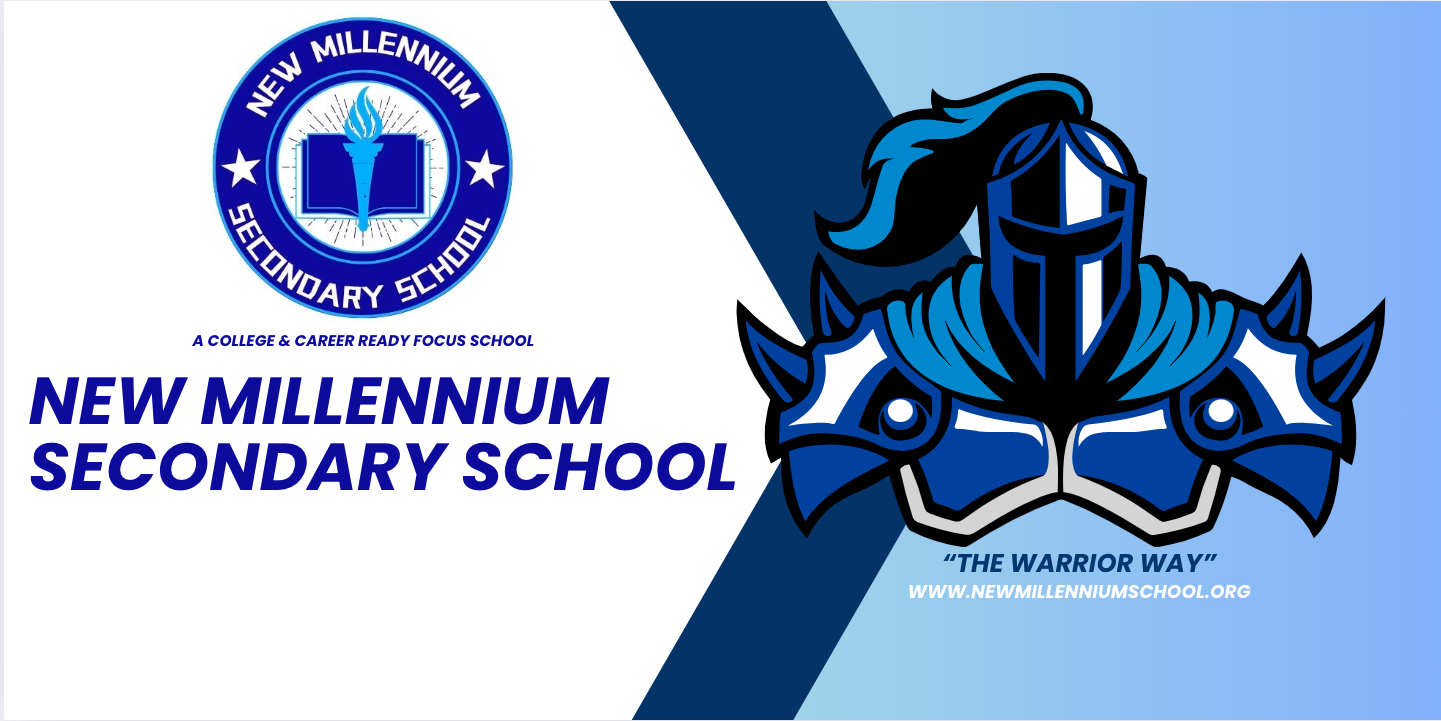 NEW MILLENNIUM
SECONDARY SCHOOL
A COLLEGE & CAREER READY FOCUS SCHOOL
NEW MILLENNIUM
SECONDARY SCHOOL
“THE WARRIOR WAY”
WWW.NEWMILLENNIUMSCHOOL.ORG